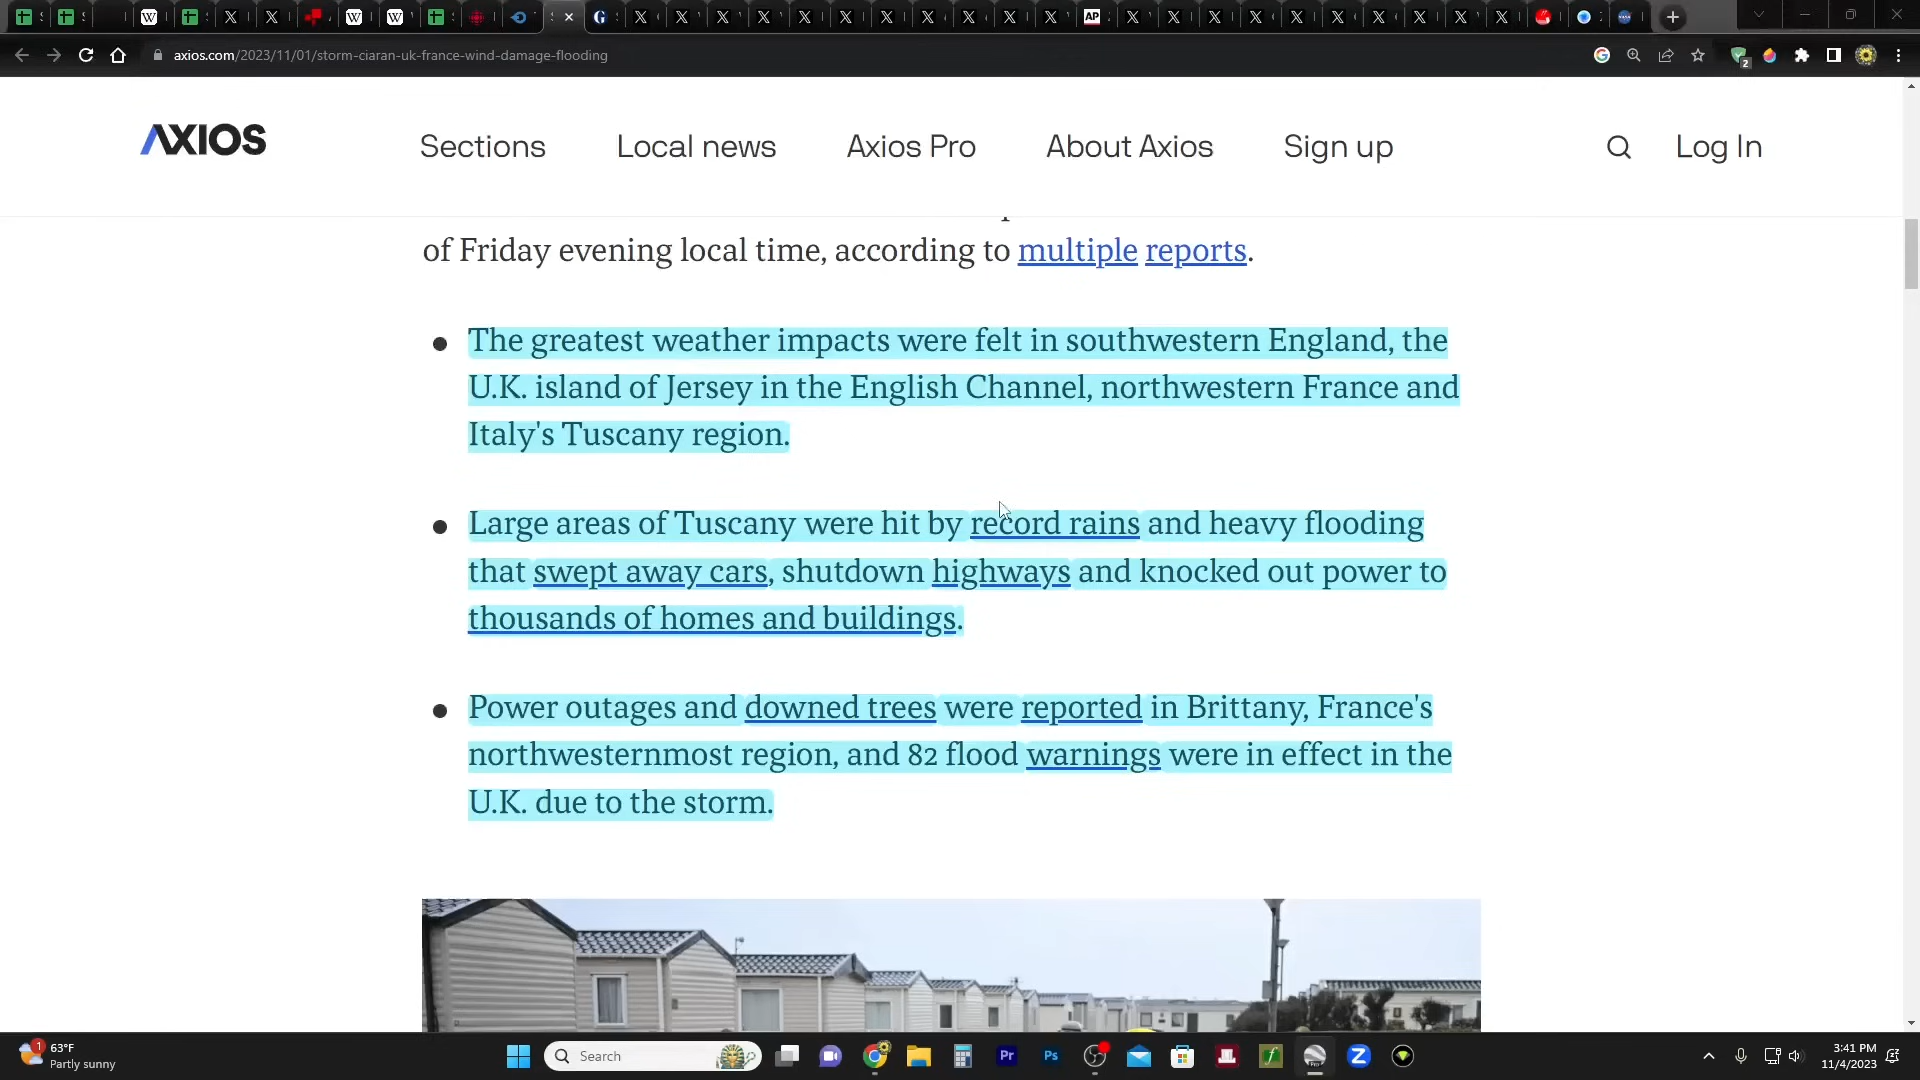 axios.com/2023/11/01/storm-ciaran-uk-france-wind-damage-flooding
2
AXIOS
Sections
Local news
Axios Pro
About Axios
Sign up
Log In
of Friday evening local time, according to multiple reports.
The greatest weather impacts were felt in southwestern England, the
U.K. island of Jersey in the English Channel, northwestern France and
Italy's Tuscany region.
Large areas of Tuscany were hit by record rains and heavy flooding
that swept away cars, shutdown highways and knocked out power to
thousands of homes and buildings.
Power outages and downed trees were reported in Brittany, France's
northwesternmost region, and 82 flood warnings were in effect in the
U.K. due to the storm.
1
63°F
Partly sunny
Search
Pr
Ps
3:41 PM
11/4/2023